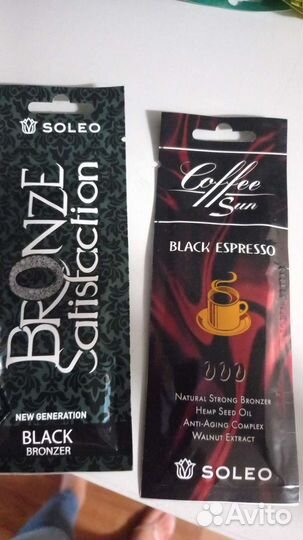 SOLEO
BRONZE
Satisfaction
NEW GENERATION
BLACK
BRONZER
Coffee
Sun
BLACK ESPRESSO
NATURAL STRONG BRONZER
HEMP SEED OIL
ANTI-AGING COMPLEX
WALNUT EXTRACT
SOLEO
Avito